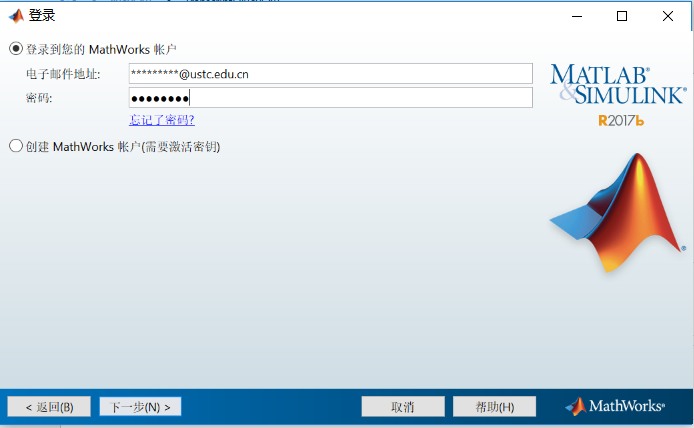 登录
登录到您的 MathWorks 帐户
电子邮件地址: *********@ustc.edu.cn
密码: ●●●●●●●●
忘记了密码?
创建 MathWorks 帐户(需要激活密钥)
MATLAB®
&SIMULINK®
R2017b
®
< 返回(B) 下一步(N) > 取消 帮助(H) MathWorks®